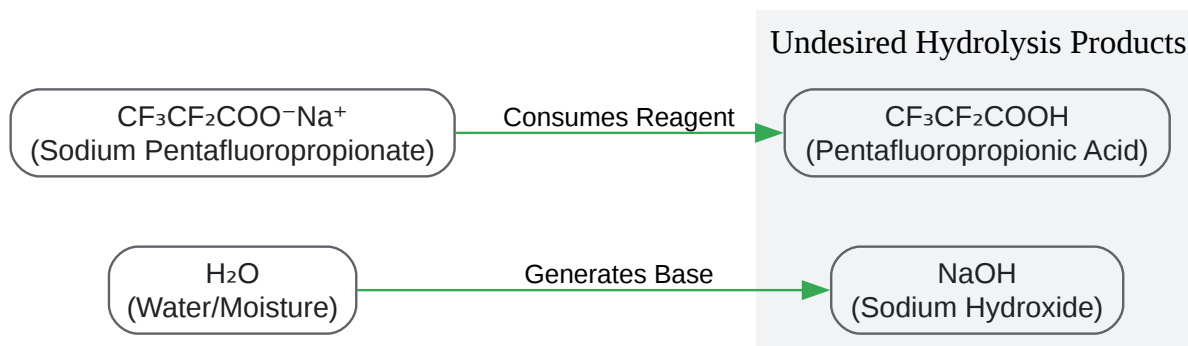 Undesired Hydrolysis Products
CF₃CF₂COO⁻Na⁺
(Sodium Pentafluoropropionate)
Consumes Reagent
CF₃CF₂COOH
(Pentafluoropropionic Acid)
H₂O
(Water/Moisture)
Generates Base
NaOH
(Sodium Hydroxide)